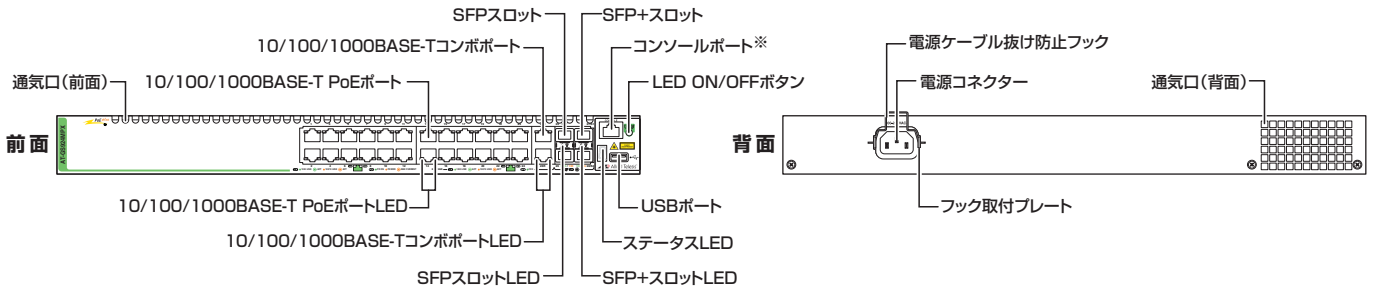 SFPスロット
SFP+スロット
10/100/1000BASE-Tコンボポート
コンソールポート※
電源ケーブル抜け防止フック
通気口(前面)
10/100/1000BASE-T PoEポート
LED ON/OFFボタン
電源コネクター
通気口(背面)
前面
AT-GS924MPX
背面
10/100/1000BASE-T PoEポートLED
USBポート
フック取付プレート
10/100/1000BASE-TコンボポートLED
ステータスLED
SFPスロットLED
SFP+スロットLED